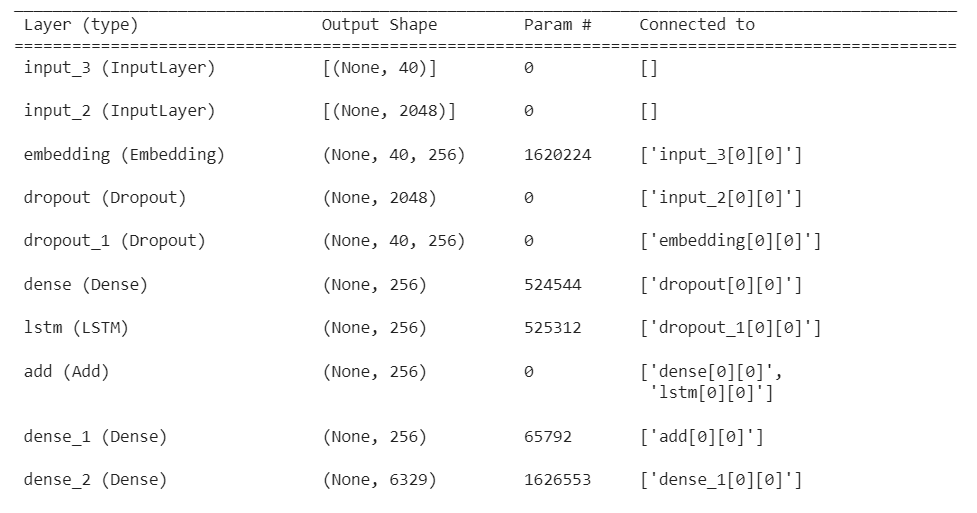 Layer (type) Output Shape Param # Connected to
input_3 (InputLayer) [(None, 40)] 0 []
input_2 (InputLayer) [(None, 2048)] 0 []
embedding (Embedding) (None, 40, 256) 1620224 ['input_3[0][0]']
dropout (Dropout) (None, 2048) 0 ['input_2[0][0]']
dropout_1 (Dropout) (None, 40, 256) 0 ['embedding[0][0]']
dense (Dense) (None, 256) 524544 ['dropout[0][0]']
lstm (LSTM) (None, 256) 525312 ['dropout_1[0][0]']
add (Add) (None, 256) 0 ['dense[0][0]',
'lstm[0][0]']
dense_1 (Dense) (None, 256) 65792 ['add[0][0]']
dense_2 (Dense) (None, 6329) 1626553 ['dense_1[0][0]']